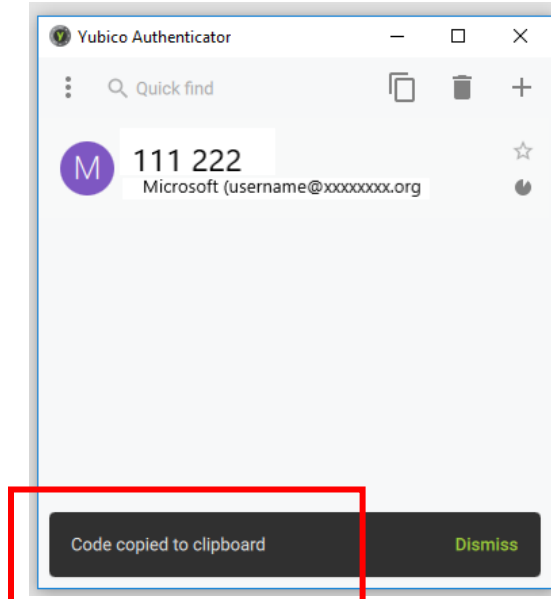 Yubico Authenticator
Quick find
M
111 222
Microsoft (username@xxxxxxxx.org
Code copied to clipboard
Dismiss